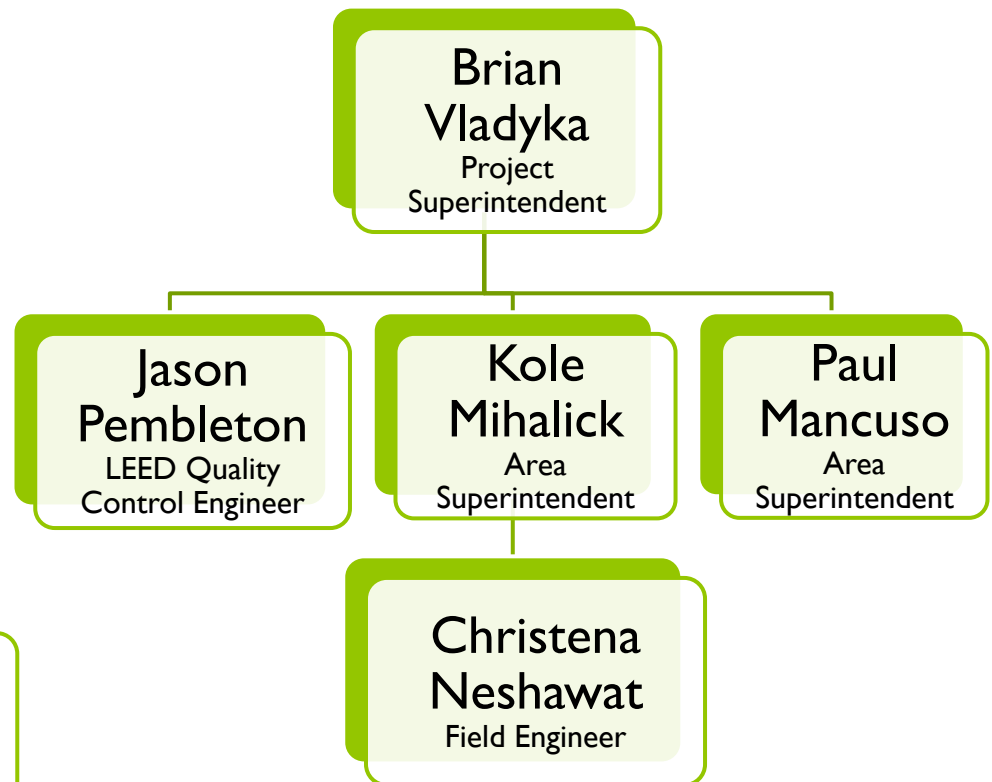 Brian
Vladyka
Project
Superintendent
Jason
Pembleton
LEED Quality
Control Engineer
Kole
Mihalick
Area
Superintendent
Paul
Mancuso
Area
Superintendent
Christena
Neshawat
Field Engineer